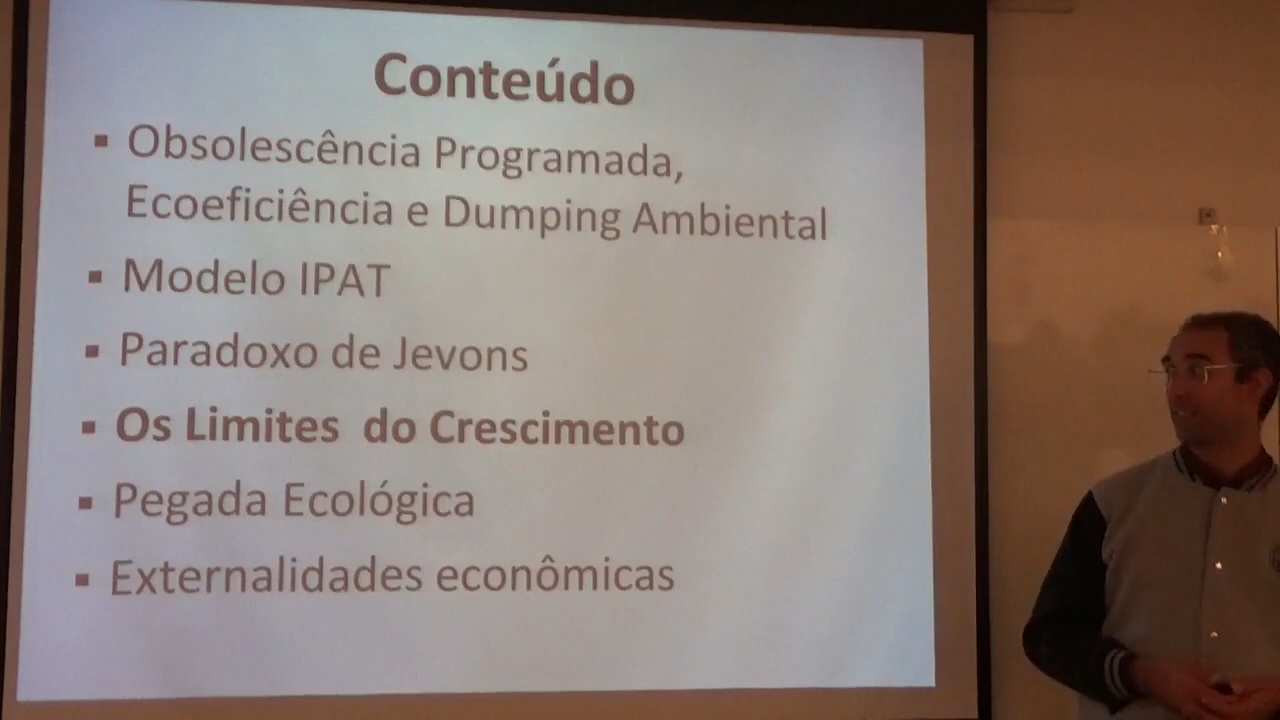 Conteúdo
▪ Obsolescência Programada,
Ecoeficiência e Dumping Ambiental
▪ Modelo IPAT
▪ Paradoxo de Jevons
▪ Os Limites do Crescimento
▪ Pegada Ecológica
▪ Externalidades econômicas